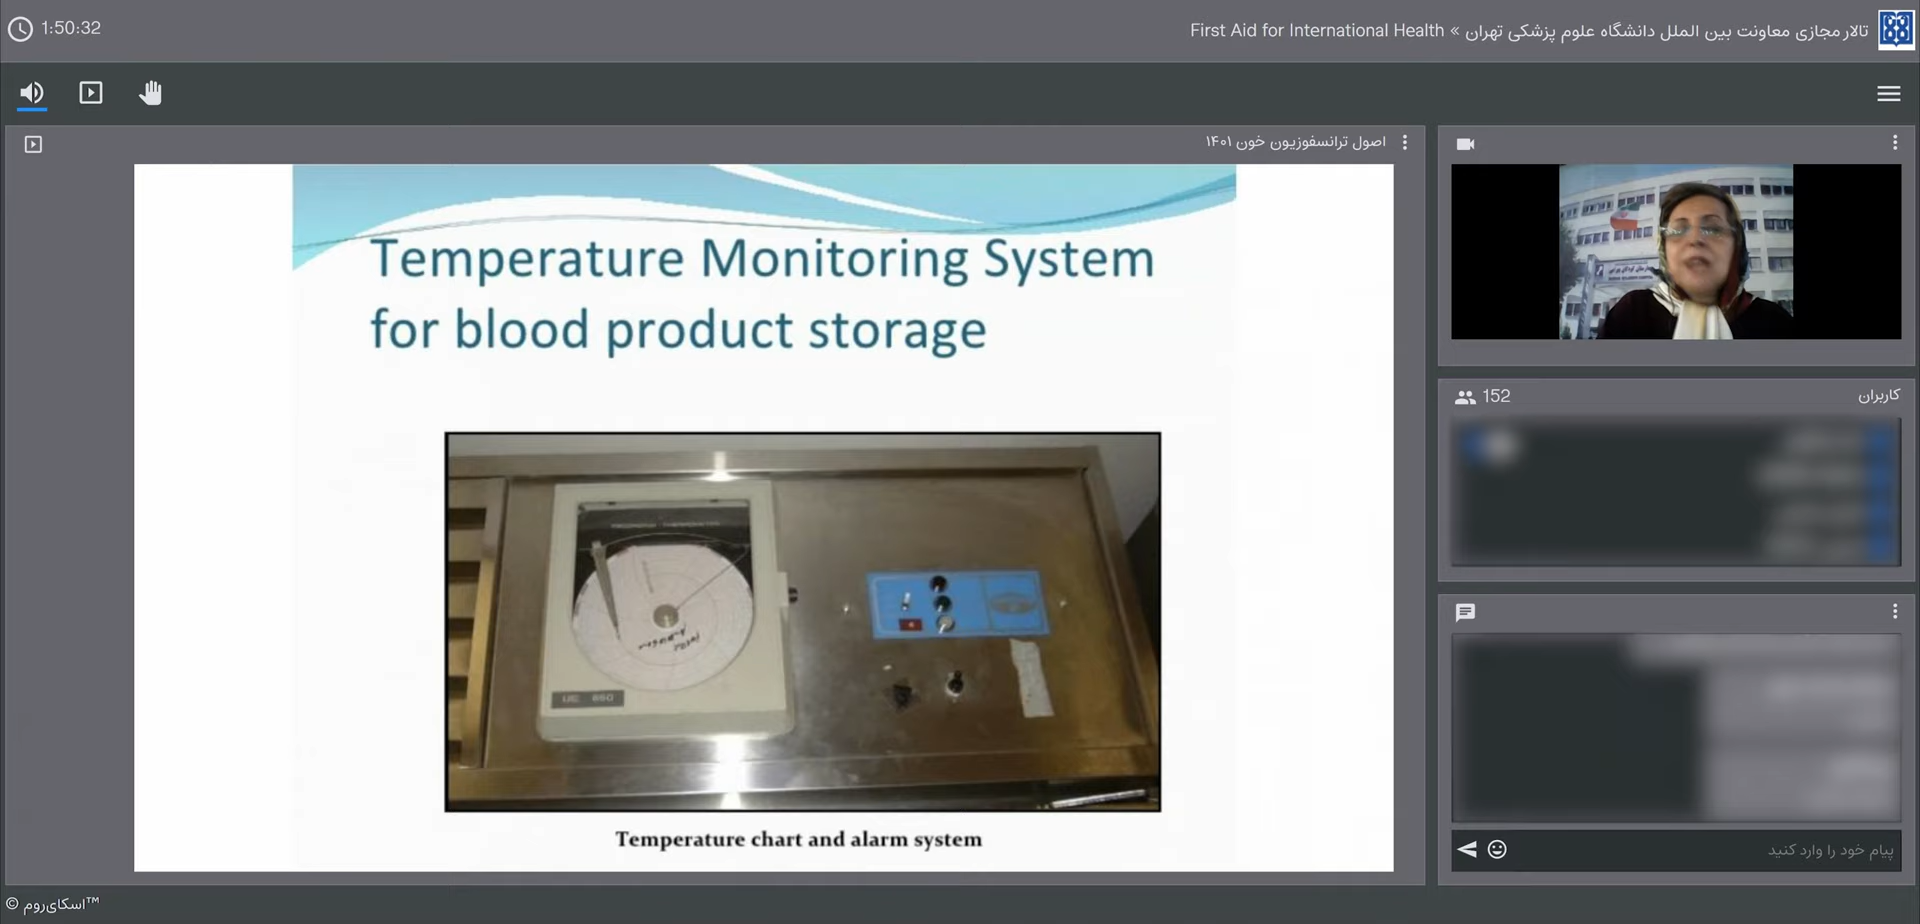 1:50:32
تالار مجازی معاونت بین الملل دانشگاه علوم پزشکی تهران » First Aid for International Health
اصول ترانسفوزیون خون ۱۴۰۱
Temperature Monitoring System
for blood product storage
UE 650
Temperature chart and alarm system
152
کاربران
پیام خود را وارد کنید
© اسکای‌روم™